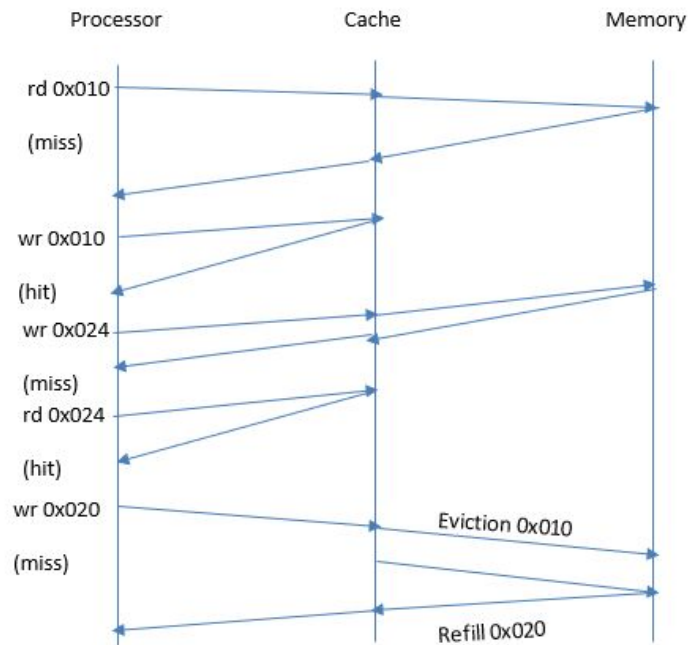 Processor Cache Memory
rd 0x010
(miss)
wr 0x010
(hit)
wr 0x024
(miss)
rd 0x024
(hit)
wr 0x020
Eviction 0x010
(miss)
Refill 0x020